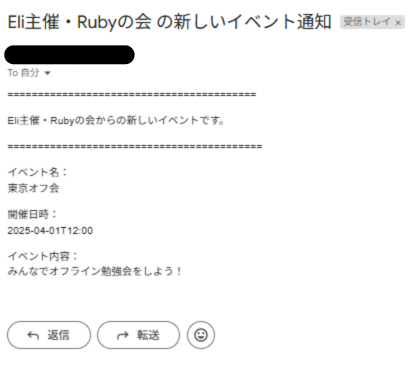 Eli主催・Rubyの会 の新しいイベント通知 受信トレイ ×
To 自分
=========================================
Eli主催・Rubyの会からの新しいイベントです。
==========================================
イベント名：
東京オフ会
開催日時：
2025-04-01T12:00
イベント内容：
みんなでオフライン勉強会をしよう！
返信 転送